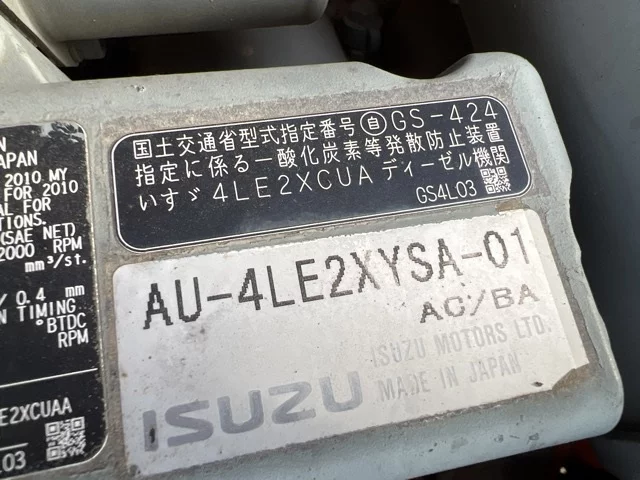 N
APAN
2010 MY
FOR 2010
AL FOR
TIONS.
(SAE NET)
2000 RPM
mm³/st.
/ 0.4 mm
N TIMING
°BTDC
RPM
E2XCUAA
L03
国土交通省型式指定番号 自 GS-424
指定に係る一酸化炭素等発散防止装置
いすゞ 4LE2XCUA ディーゼル機関
GS4L03
AU-4LE2XYSA-01
AC/BA
ISUZU MOTORS LTD.
ISUZU MADE IN JAPAN